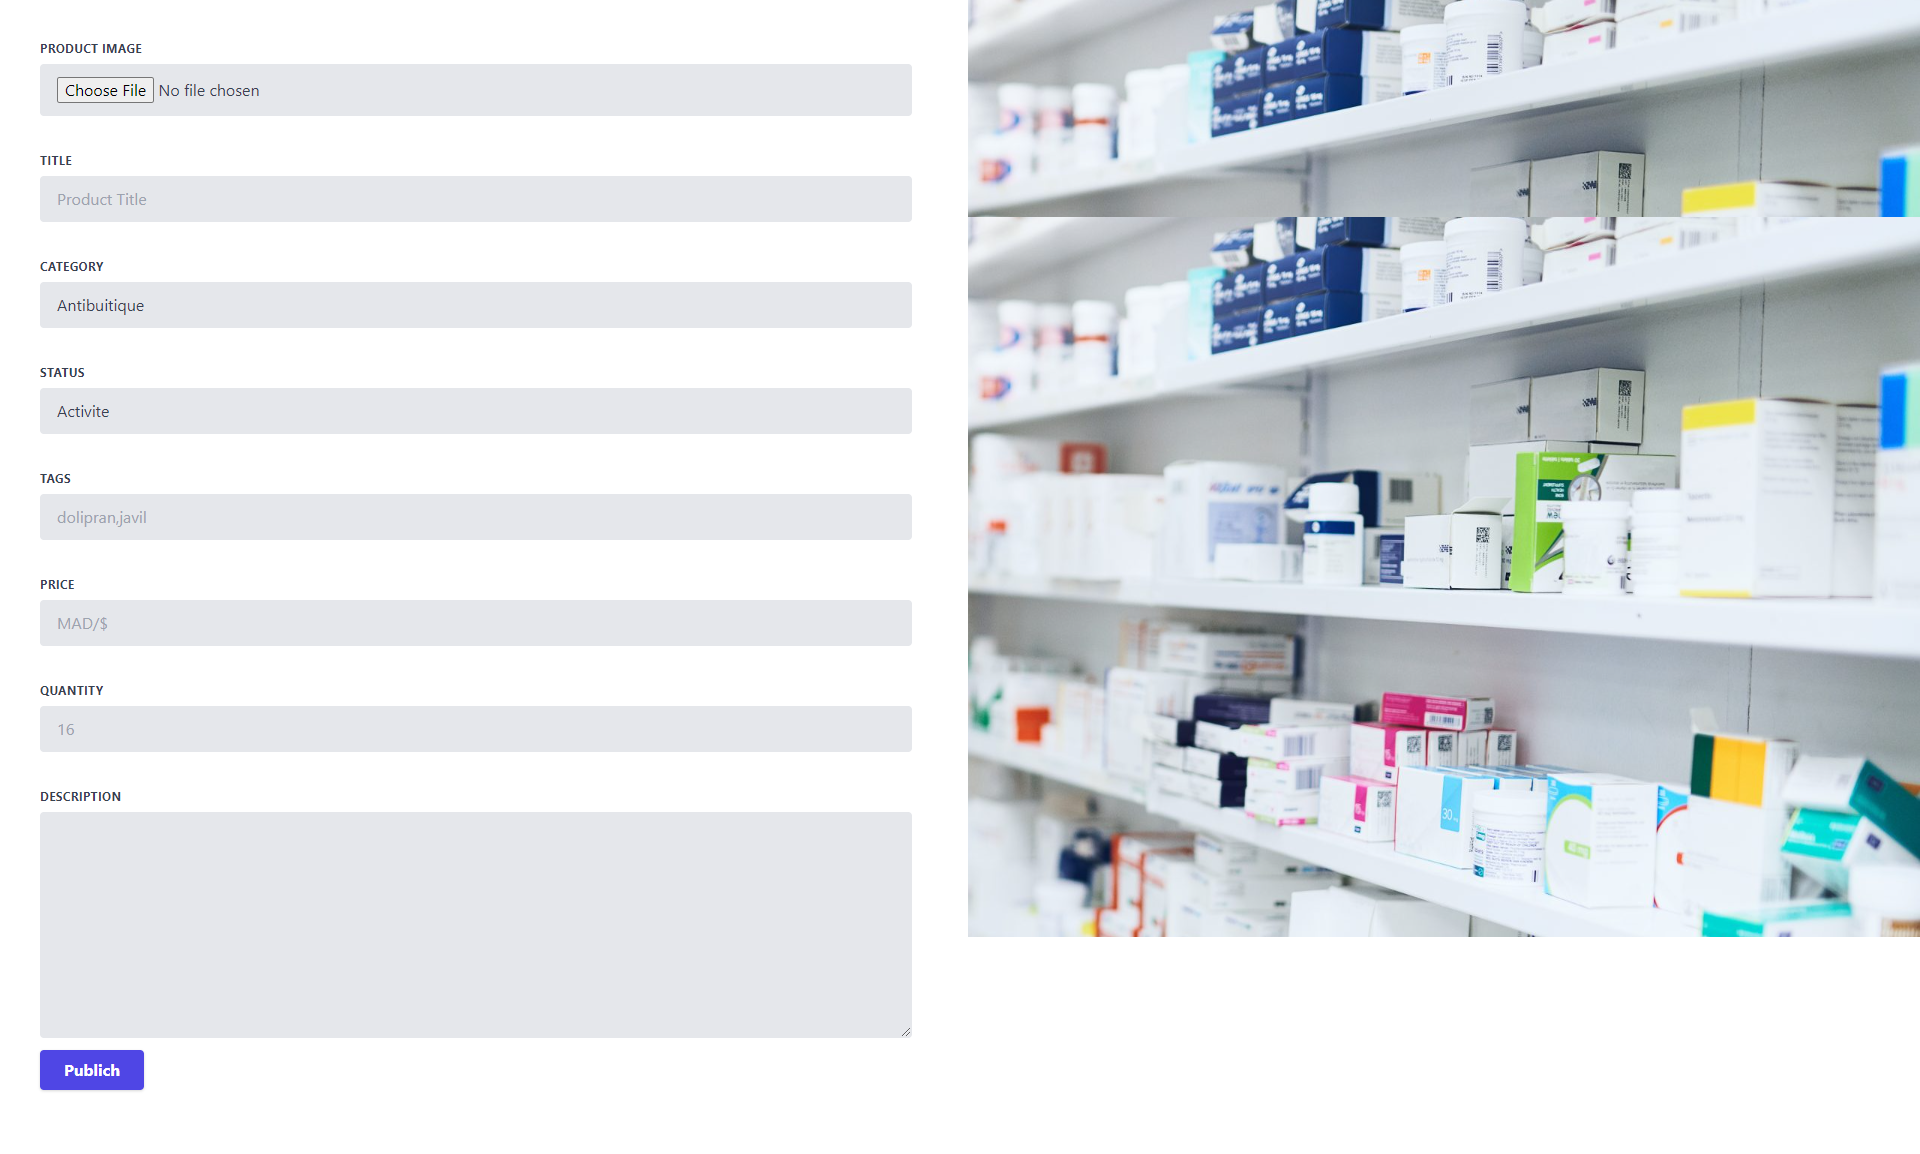 PRODUCT IMAGE
Choose File No file chosen
TITLE
Product Title
CATEGORY
Antibuitique
STATUS
Activite
TAGS
dolipran,javil
PRICE
MAD/$
QUANTITY
16
DESCRIPTION
Publich
30